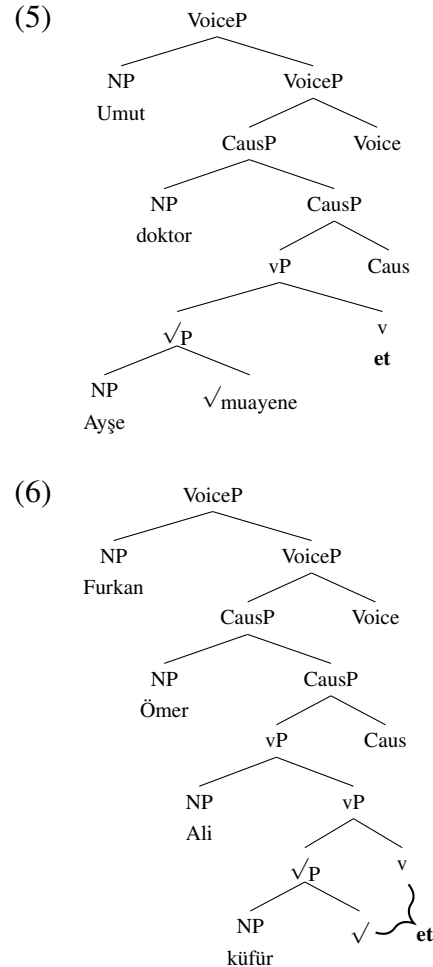 (5)
VoiceP
NP VoiceP
Umut
CausP Voice
NP CausP
doktor
vP Caus
√P v
et
NP √muayene
Ayşe
(6)
VoiceP
NP VoiceP
Furkan
CausP Voice
NP CausP
Ömer
vP Caus
NP vP
Ali
√P v
NP √ et
küfür